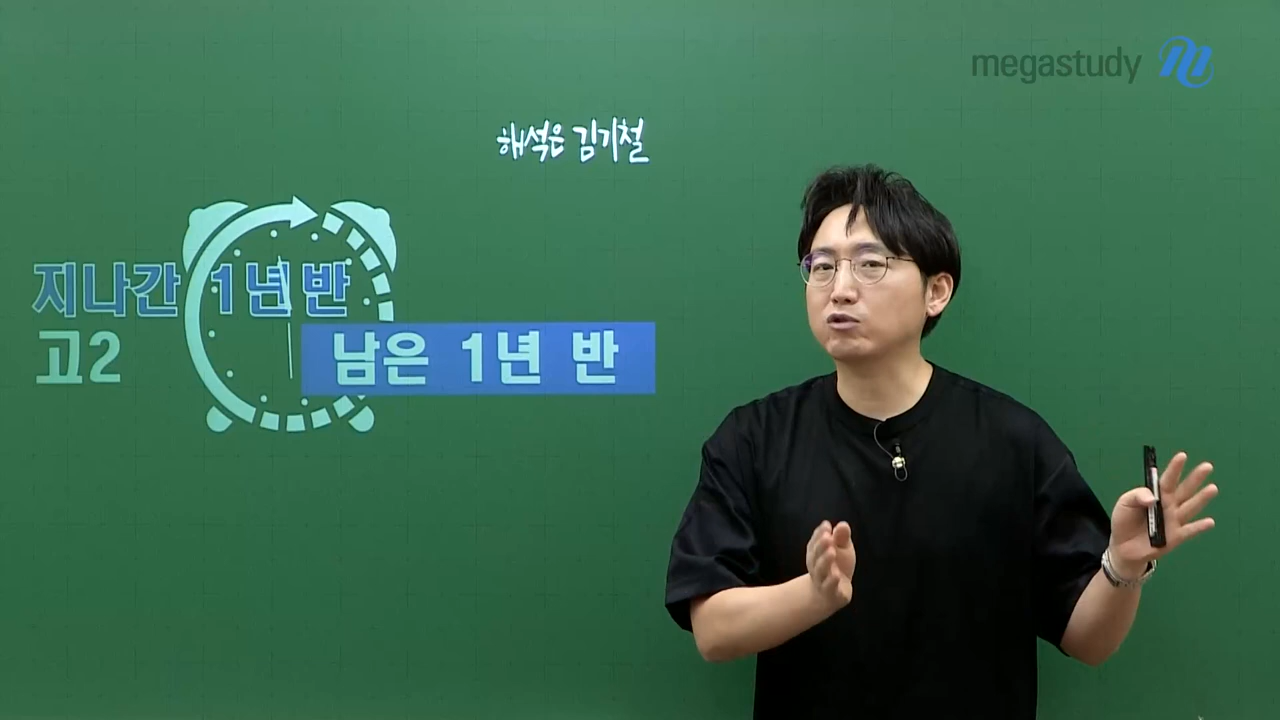 megastudy
해석은 김기철
지나간 1년 반
고2
남은 1년 반